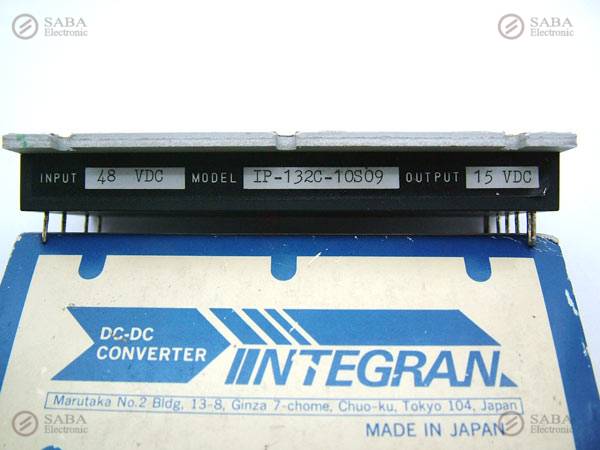 SABA
Electronic
SABA
Electronic
INPUT 48 VDC MODEL IP-132C-10S09 OUTPUT 15 VDC
DC-DC
CONVERTER
INTEGRAN
Marutaka No.2 Bldg, 13-8, Ginza 7-chome, Chuo-ku, Tokyo 104, Japan
MADE IN JAPAN
SABA
Electronic
SABA
Electronic